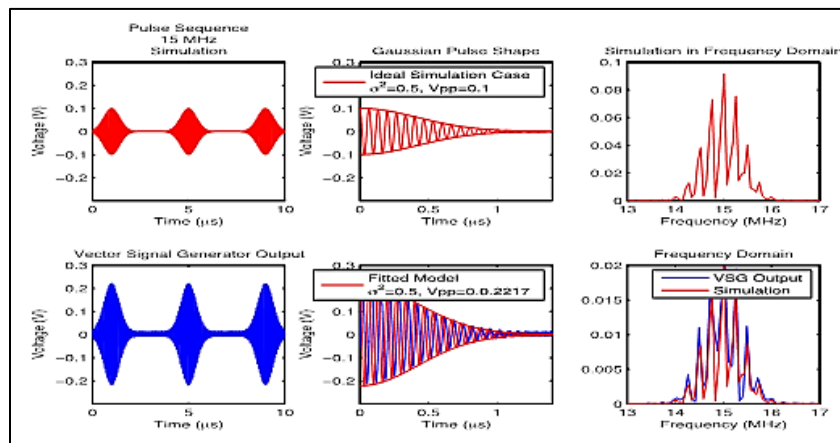 Pulse Sequence
15 MHz
Simulation
0.3
0.2
0.1
0
−0.1
−0.2
Voltage (V)
0
5
10
Time (μs)
Gaussian Pulse Shape
Ideal Simulation Case
σ²=0.5, Vpp=0.1
0.1
0
−0.1
−0.2
Voltage (V)
0
0.5
1
Time (μs)
Simulation in Frequency Domain
0.1
0.08
0.06
0.04
0.02
0
13
14
15
16
17
Frequency (MHz)
Vector Signal Generator Output
0.3
0.2
0.1
0
−0.1
−0.2
Voltage (V)
0
5
10
Time (μs)
0.3
Fitted Model
σ²=0.5, Vpp=0.0.2217
0.1
0
−0.1
−0.2
Voltage (V)
0
0.5
1
Time (μs)
Frequency Domain
0.02
VSG Output
Simulation
0.015
0.01
0.005
0
13
14
15
16
17
Frequency (MHz)